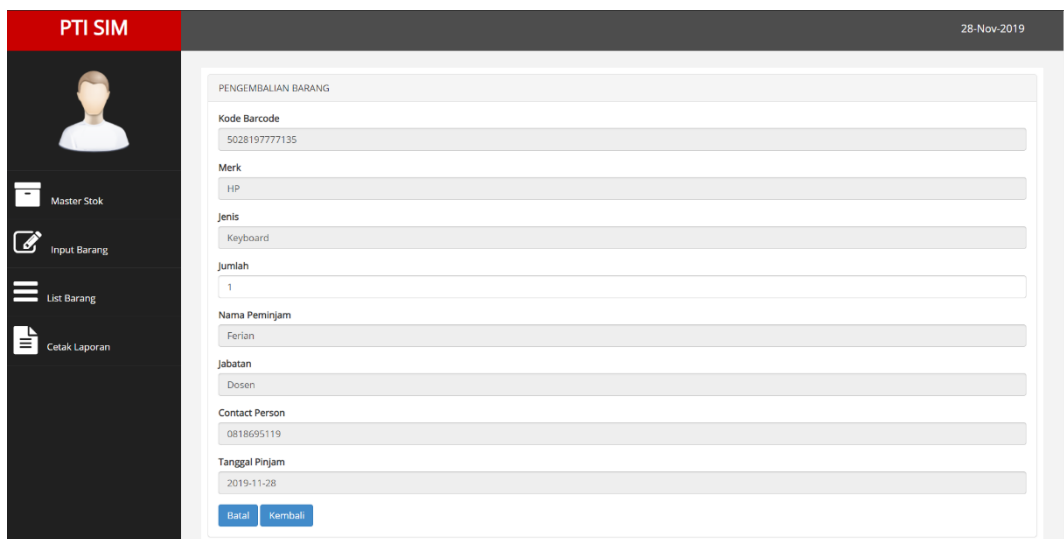 PTI SIM
28-Nov-2019
Master Stok
Input Barang
List Barang
Cetak Laporan
PENGEMBALIAN BARANG
Kode Barcode
5028197777135
Merk
HP
Jenis
Keyboard
Jumlah
1
Nama Peminjam
Ferian
Jabatan
Dosen
Contact Person
0818695119
Tanggal Pinjam
2019-11-28
Batal Kembali